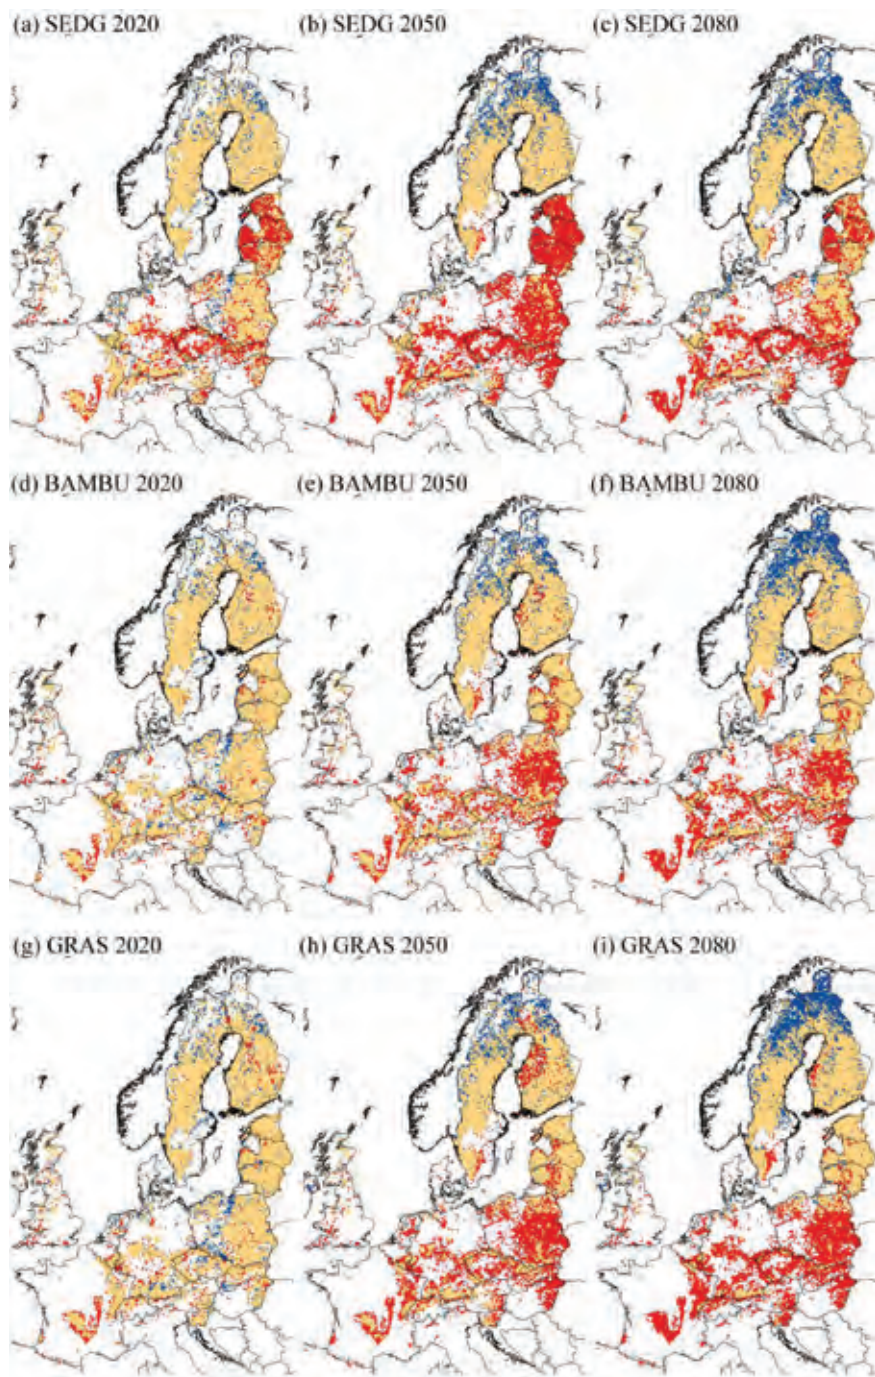 (a) SEDG 2020
(b) SEDG 2050
(c) SEDG 2080
(d) BAMBU 2020
(e) BAMBU 2050
(f) BAMBU 2080
(g) GRAS 2020
(h) GRAS 2050
(i) GRAS 2080